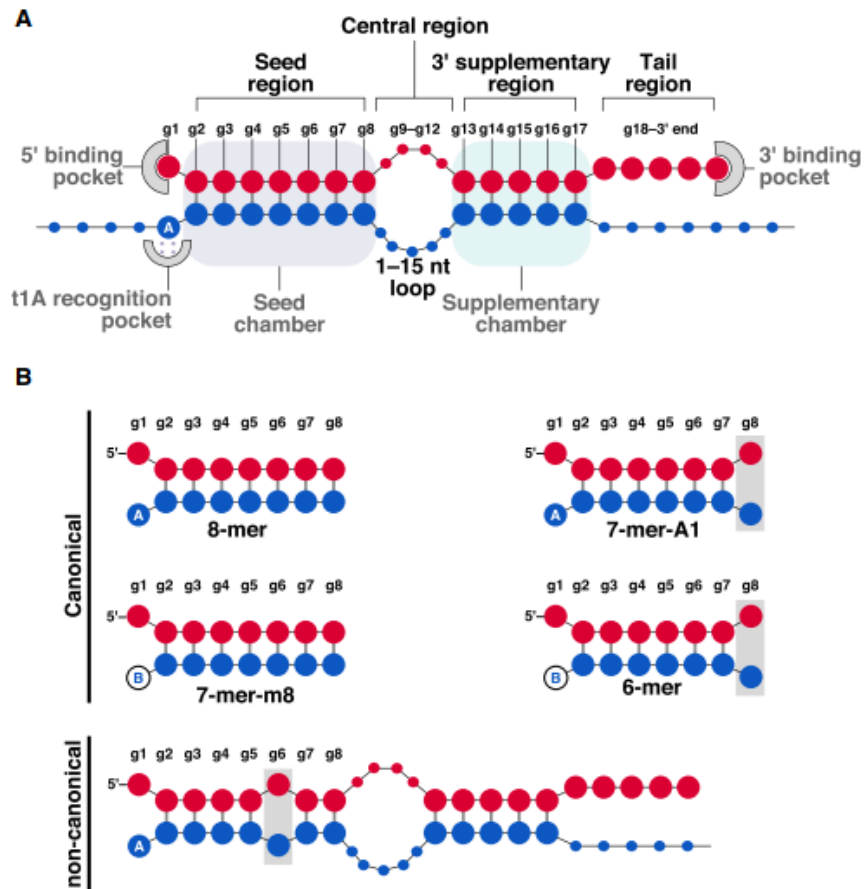 A
Central region
Seed region
3' supplementary region
Tail region
g1 g2 g3 g4 g5 g6 g7 g8 g9–g12 g13 g14 g15 g16 g17 g18–3' end
5' binding pocket
3' binding pocket
A
1–15 nt loop
t1A recognition pocket
Seed chamber
Supplementary chamber
B
Canonical
g1 g2 g3 g4 g5 g6 g7 g8
5'
A
8-mer
g1 g2 g3 g4 g5 g6 g7 g8
5'
A
7-mer-A1
g1 g2 g3 g4 g5 g6 g7 g8
5'
B
7-mer-m8
g1 g2 g3 g4 g5 g6 g7 g8
5'
B
6-mer
non-canonical
g1 g2 g3 g4 g5 g6 g7 g8
5'
A